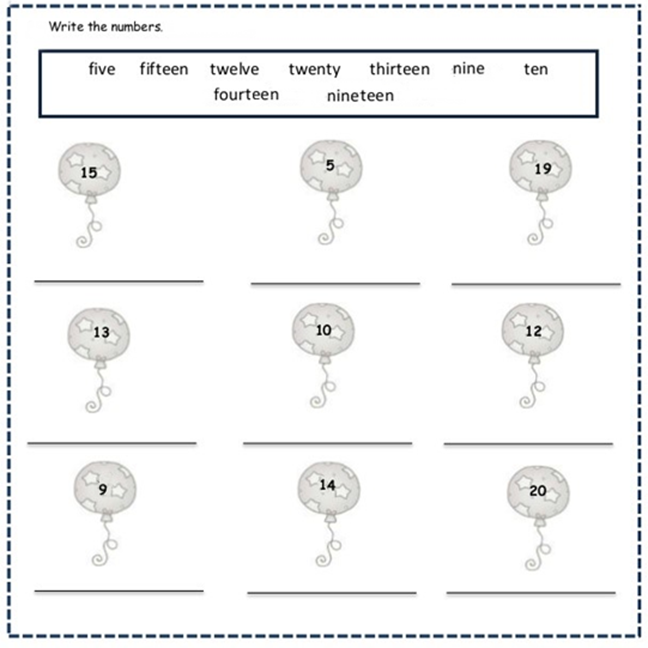 Write the numbers.
five fifteen twelve twenty thirteen nine ten
fourteen nineteen
15 5 19
13 10 12
9 14 20